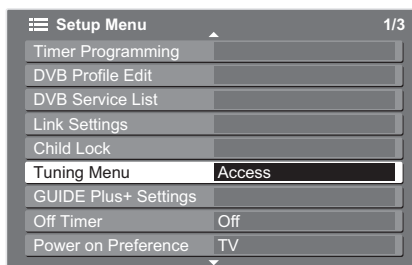 Setup Menu 1/3
Timer Programming
DVB Profile Edit
DVB Service List
Link Settings
Child Lock
Tuning Menu Access
GUIDE Plus+ Settings
Off Timer Off
Power on Preference TV